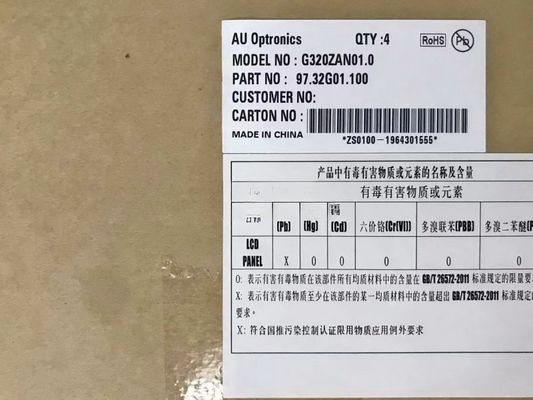 AU Optronics QTY :4 RoHS Pb
MODEL NO : G320ZAN01.0
PART NO : 97.32G01.100
CUSTOMER NO:
CARTON NO :
MADE IN CHINA *ZS0100-1964301555*
产品中有毒有害物质或元素的名称及含量
有毒有害物质或元素
(Pb) (Hg) (Cd) 六价铬(Cr(VI)) 多溴联苯(PBB) 多溴二苯醚(P
LCD PANEL X 0 0 0 0 0
0: 表示有害有毒物质在该部件所有均质材料中的含量在 GB/T 26572-2011 标准规定的限量要
X: 表示有害有毒物质至少在该部件的某一均质材料中的含量超出 GB/T 26572-2011 标准规定的
要求。
X: 符合国推污染控制认证限用物质应用例外要求